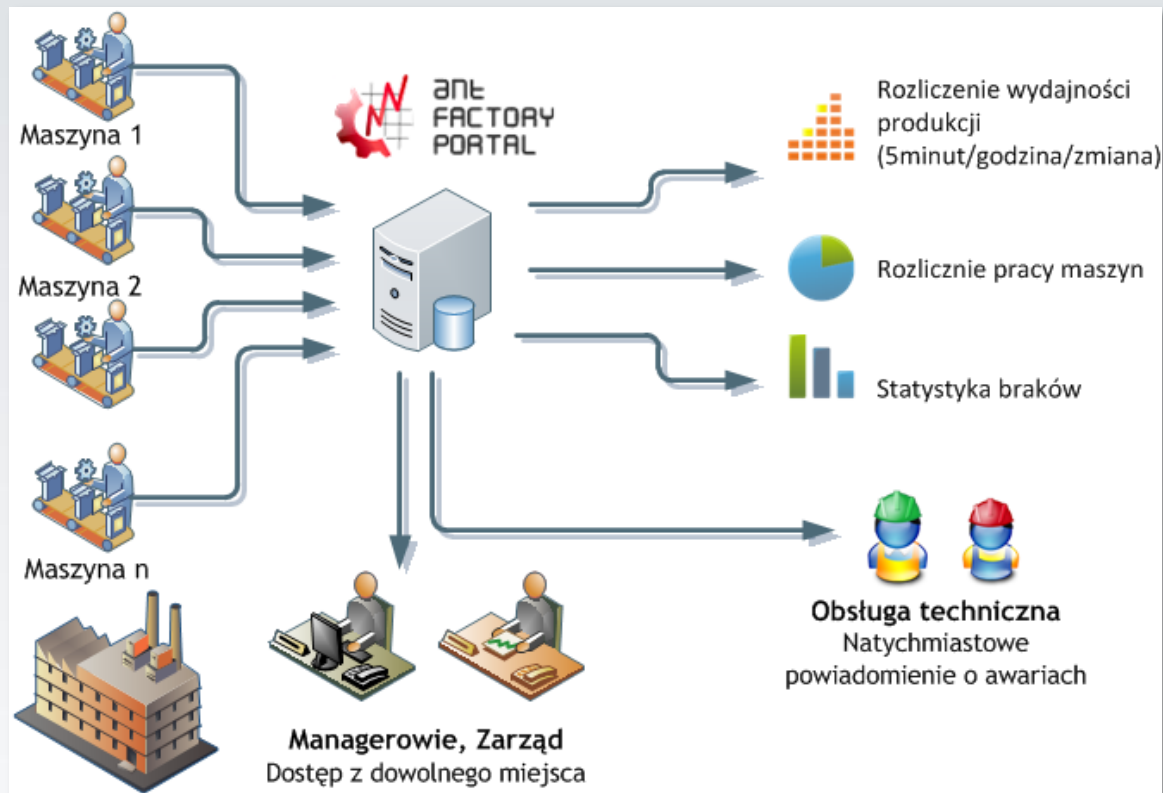 Maszyna 1
Maszyna 2
Maszyna n
ant
FACTORY
PORTAL
Rozliczenie wydajności
produkcji
(5minut/godzina/zmiana)
Rozlicznie pracy maszyn
Statystyka braków
Obsługa techniczna
Natychmiastowe
powiadomienie o awariach
Managerowie, Zarząd
Dostęp z dowolnego miejsca